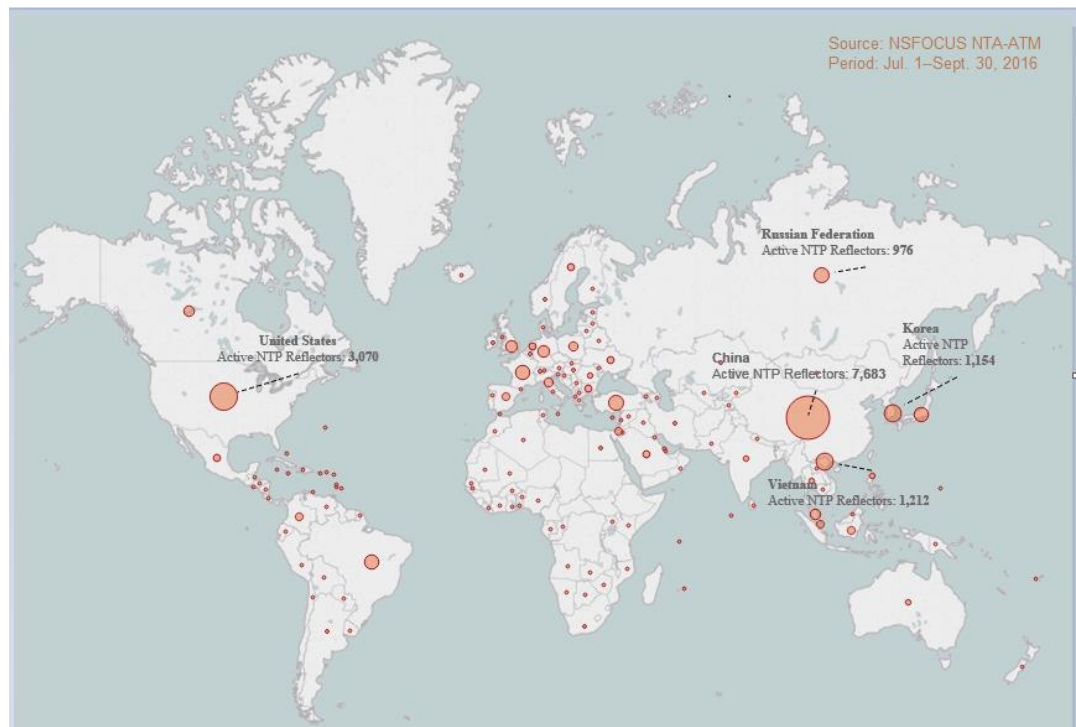 Source: NSFOCUS NTA-ATM
Period: Jul. 1–Sept. 30, 2016
Russian Federation
Active NTP Reflectors: 976
Korea
Active NTP
Reflectors: 1,154
United States
Active NTP Reflectors: 3,070
China
Active NTP Reflectors: 7,683
Vietnam
Active NTP Reflectors: 1,212